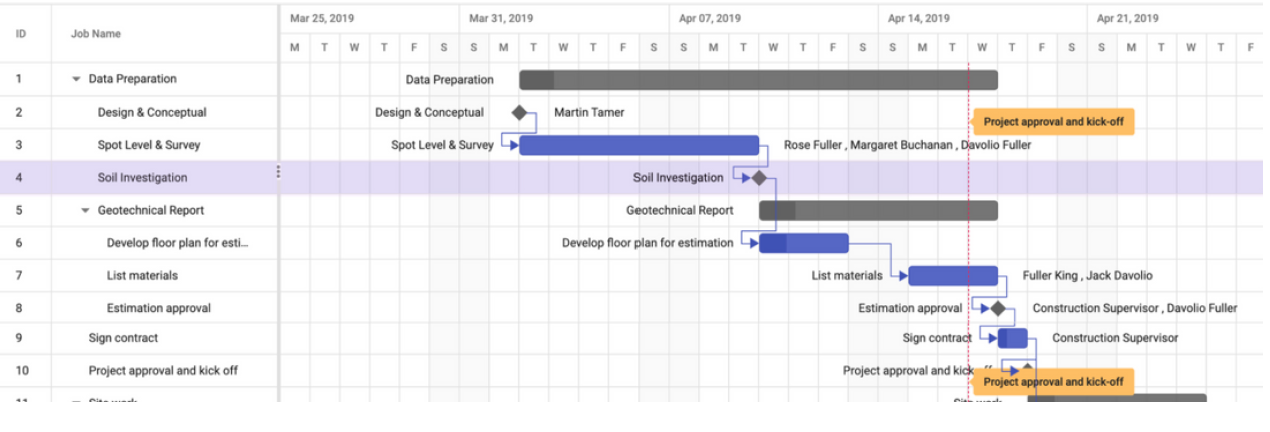 ID Job Name Mar 25, 2019 Mar 31, 2019 Apr 07, 2019 Apr 14, 2019 Apr 21, 2019
M T W T F S S M T W T F S S M T W T F S S M T W T F S S M T W T F
1 Data Preparation Data Preparation
2 Design & Conceptual Design & Conceptual Martin Tamer
Project approval and kick-off
3 Spot Level & Survey Spot Level & Survey Rose Fuller , Margaret Buchanan , Davolio Fuller
4 Soil Investigation Soil Investigation
5 Geotechnical Report Geotechnical Report
6 Develop floor plan for esti... Develop floor plan for estimation
7 List materials List materials Fuller King , Jack Davolio
8 Estimation approval Estimation approval Construction Supervisor , Davolio Fuller
9 Sign contract Sign contract Construction Supervisor
10 Project approval and kick off Project approval and kick
Project approval and kick-off
11 Site work Site work